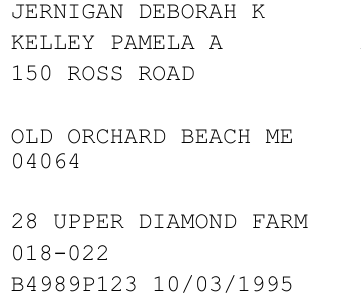 JERNIGAN DEBORAH K
KELLEY PAMELA A
150 ROSS ROAD
OLD ORCHARD BEACH ME
04064
28 UPPER DIAMOND FARM
018-022
B4989P123 10/03/1995